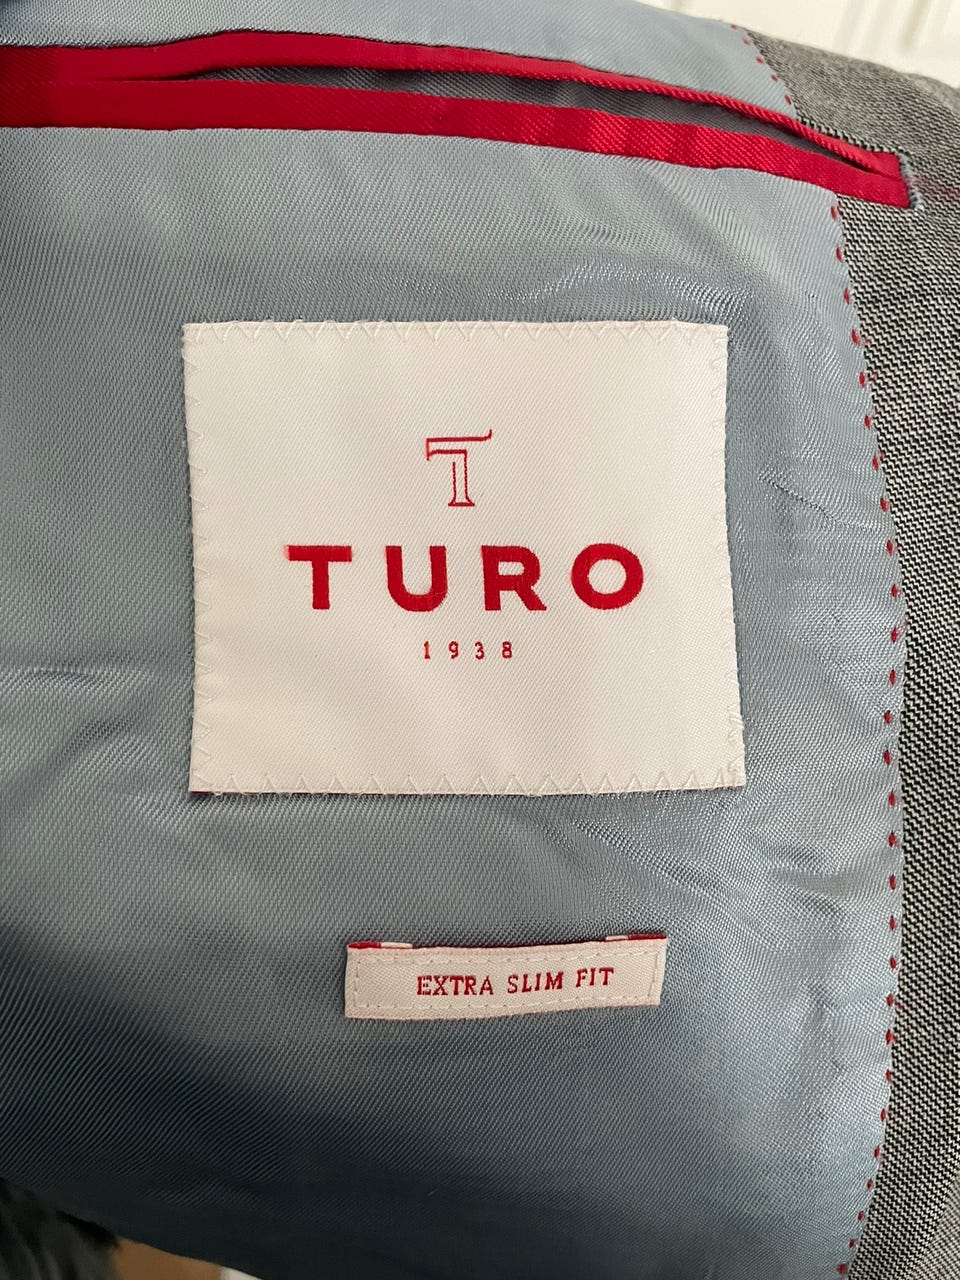 T
TURO
1938
EXTRA SLIM FIT